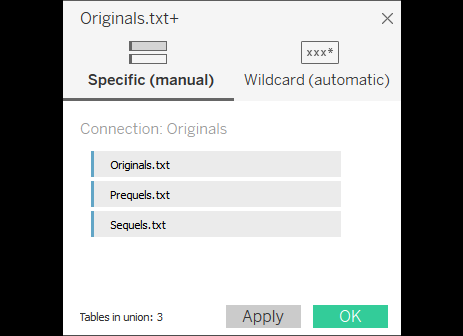 Originals.txt+
xxx*
Specific (manual)
Wildcard (automatic)
Connection: Originals
Originals.txt
Prequels.txt
Sequels.txt
Tables in union: 3
Apply
OK